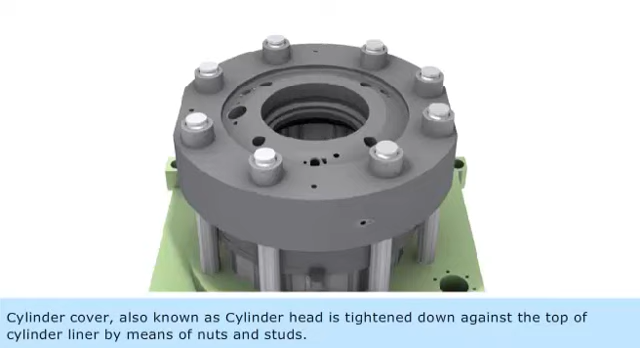 Cylinder cover, also known as Cylinder head is tightened down against the top of
cylinder liner by means of nuts and studs.